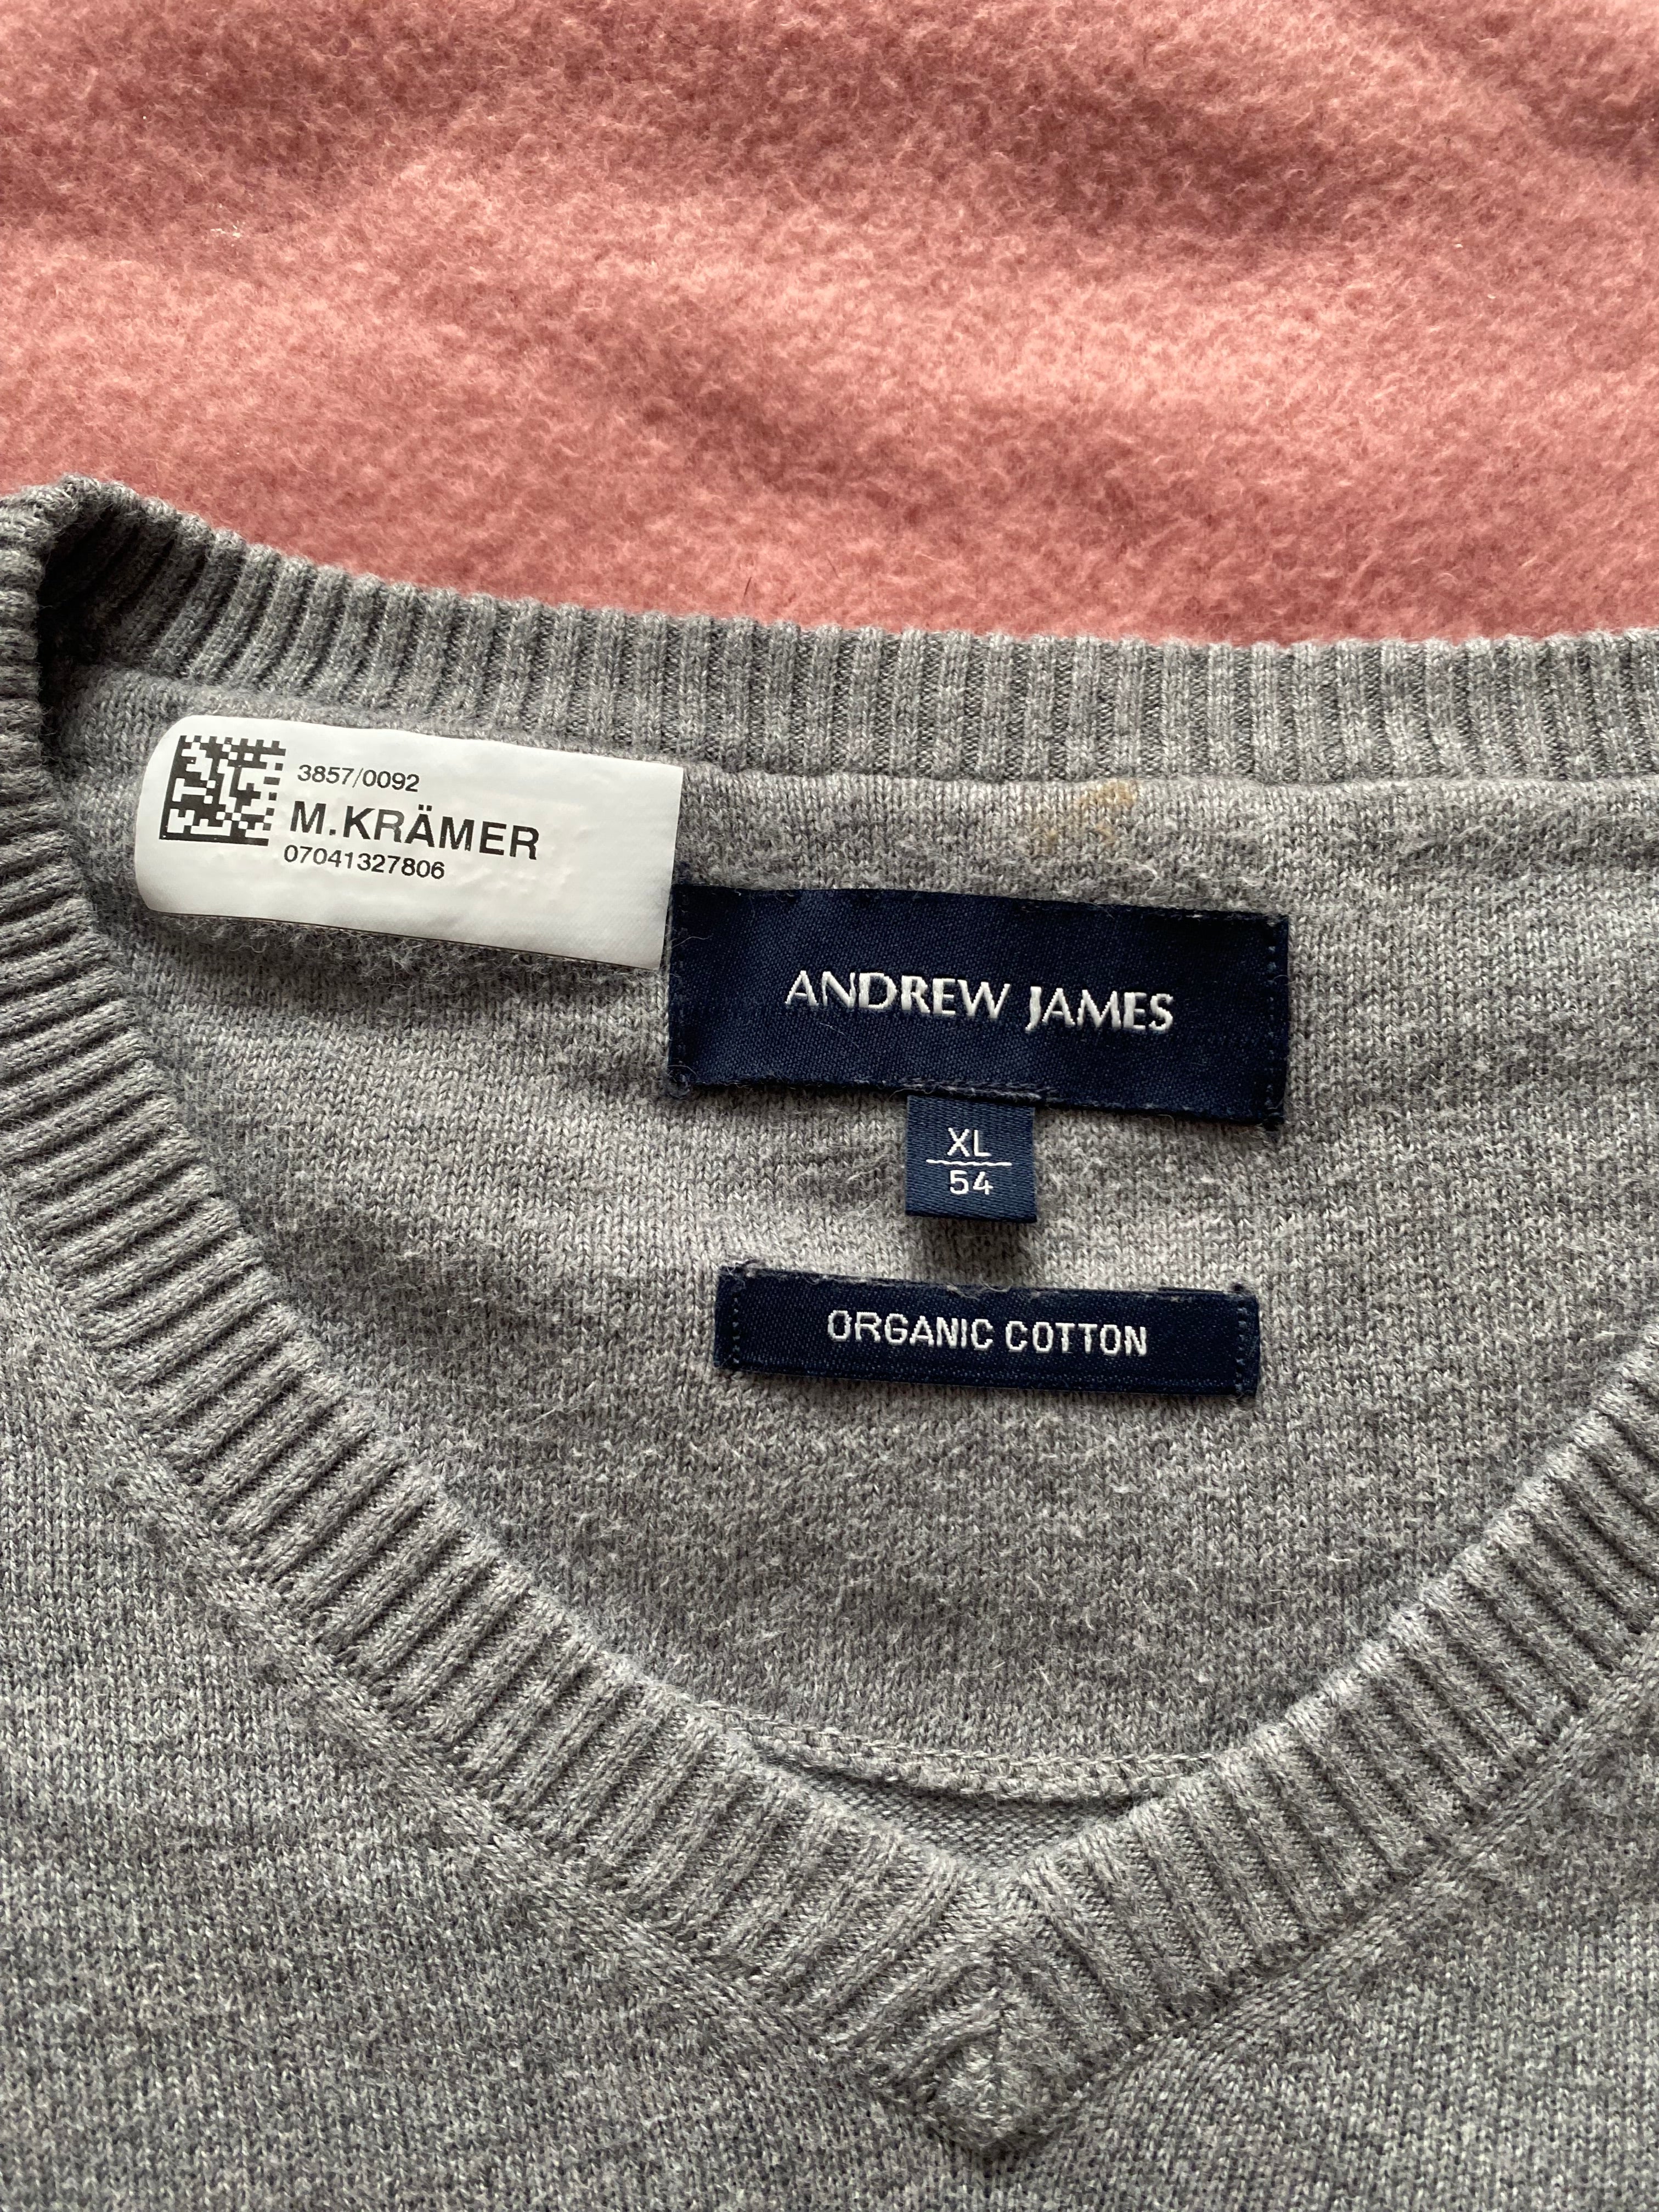 3857/0092
M.KRÄMER
07041327806
ANDREW JAMES
XL
54
ORGANIC COTTON